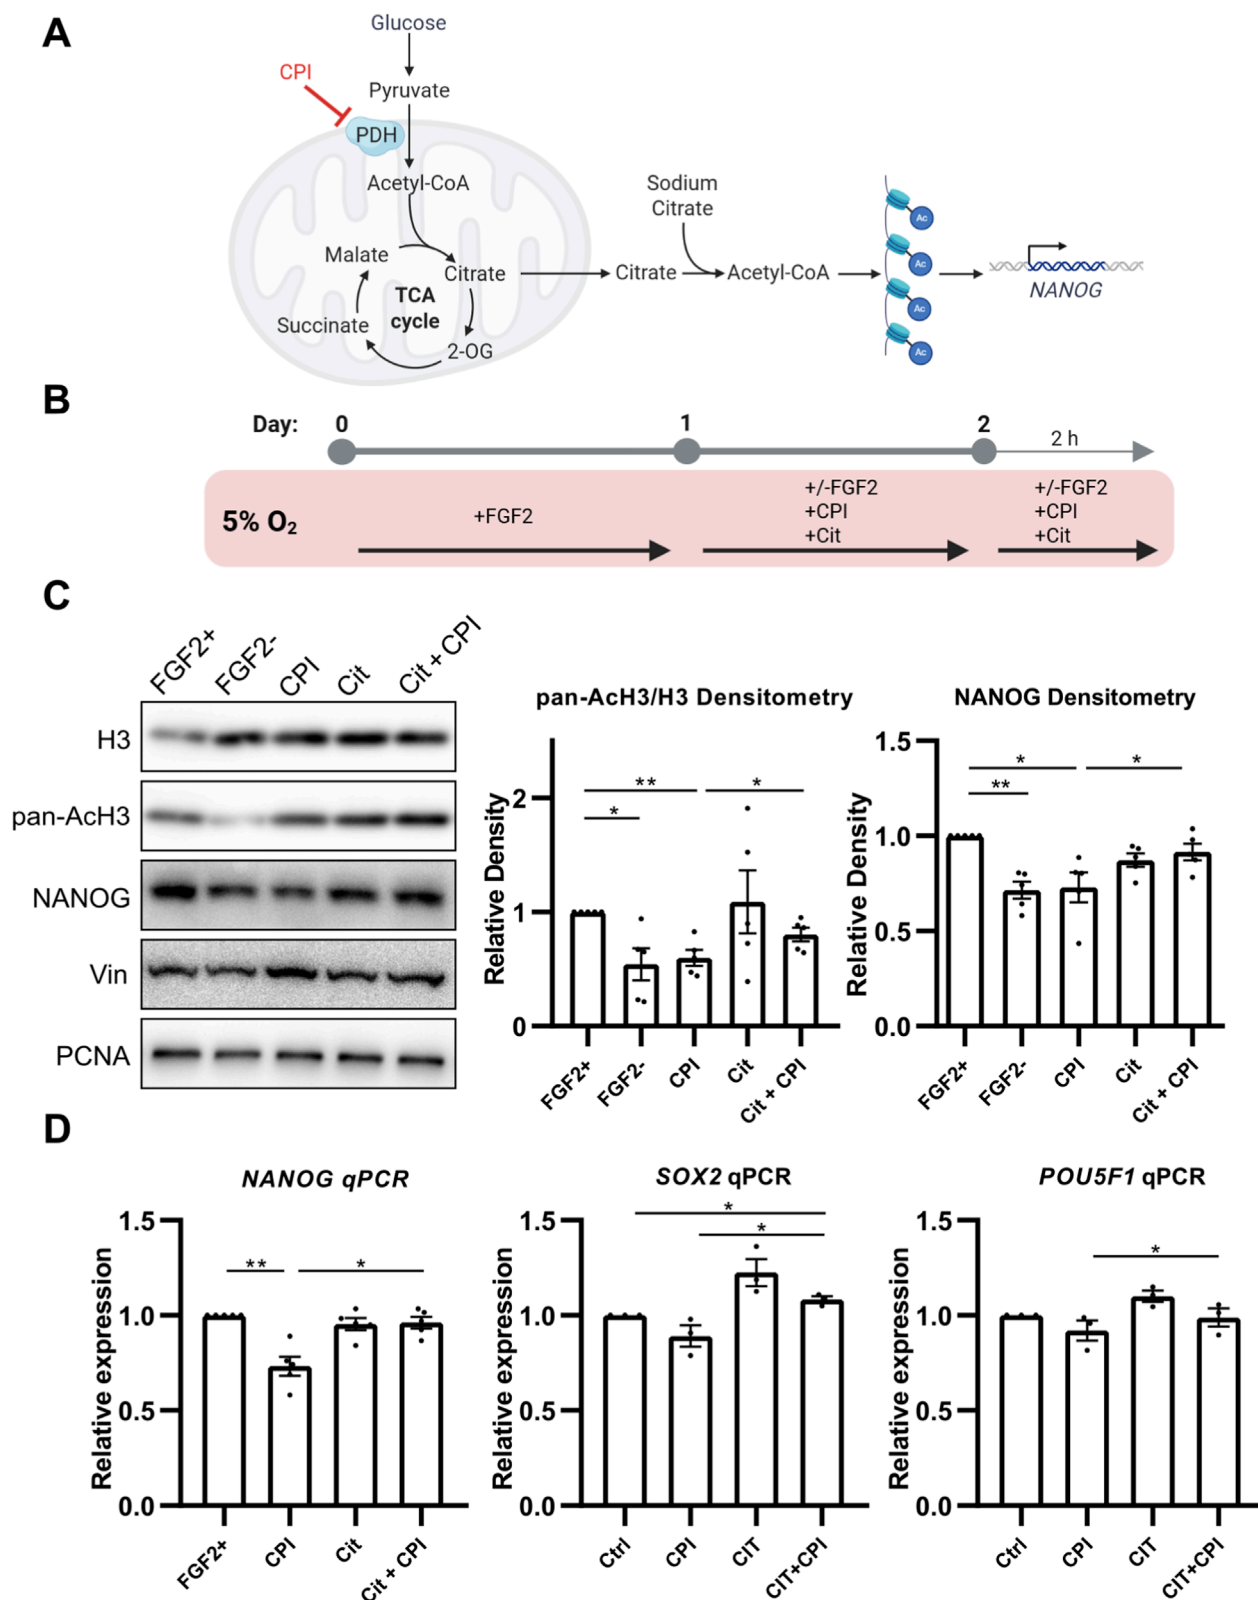 A
Glucose
CPI
Pyruvate
PDH
Acetyl-CoA
Malate
Citrate
TCA
cycle
Succinate
2-OG
Sodium
Citrate
Citrate
Acetyl-CoA
Ac
Ac
Ac
Ac
NANOG
B
Day: 0 1 2 2 h
5% O₂
+FGF2
+/-FGF2
+CPI
+Cit
+/-FGF2
+CPI
+Cit
C
FGF2+ FGF2- CPI Cit Cit + CPI
H3
pan-AcH3
NANOG
Vin
PCNA
pan-AcH3/H3 Densitometry
Relative Density
2
1
0
** * *
FGF2+ FGF2- CPI Cit Cit + CPI
NANOG Densitometry
Relative Density
1.5
1.0
0.5
0.0
* * **
FGF2+ FGF2- CPI Cit Cit + CPI
D
NANOG qPCR
Relative expression
1.5
1.0
0.5
0.0
** *
FGF2+ CPI Cit Cit + CPI
SOX2 qPCR
Relative expression
1.5
1.0
0.5
0.0
* *
Ctrl CPI CIT CIT+CPI
POU5F1 qPCR
Relative expression
1.5
1.0
0.5
0.0
*
Ctrl CPI CIT CIT+CPI